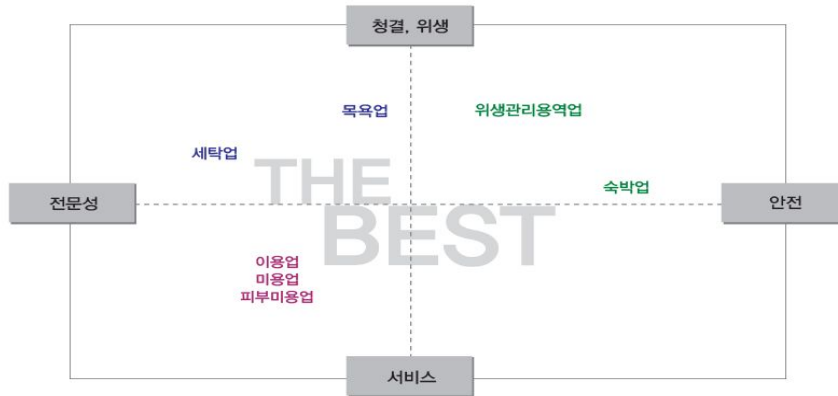 청결, 위생
목욕업
위생관리용역업
세탁업
THE
숙박업
전문성
안전
BEST
이용업
미용업
피부미용업
서비스